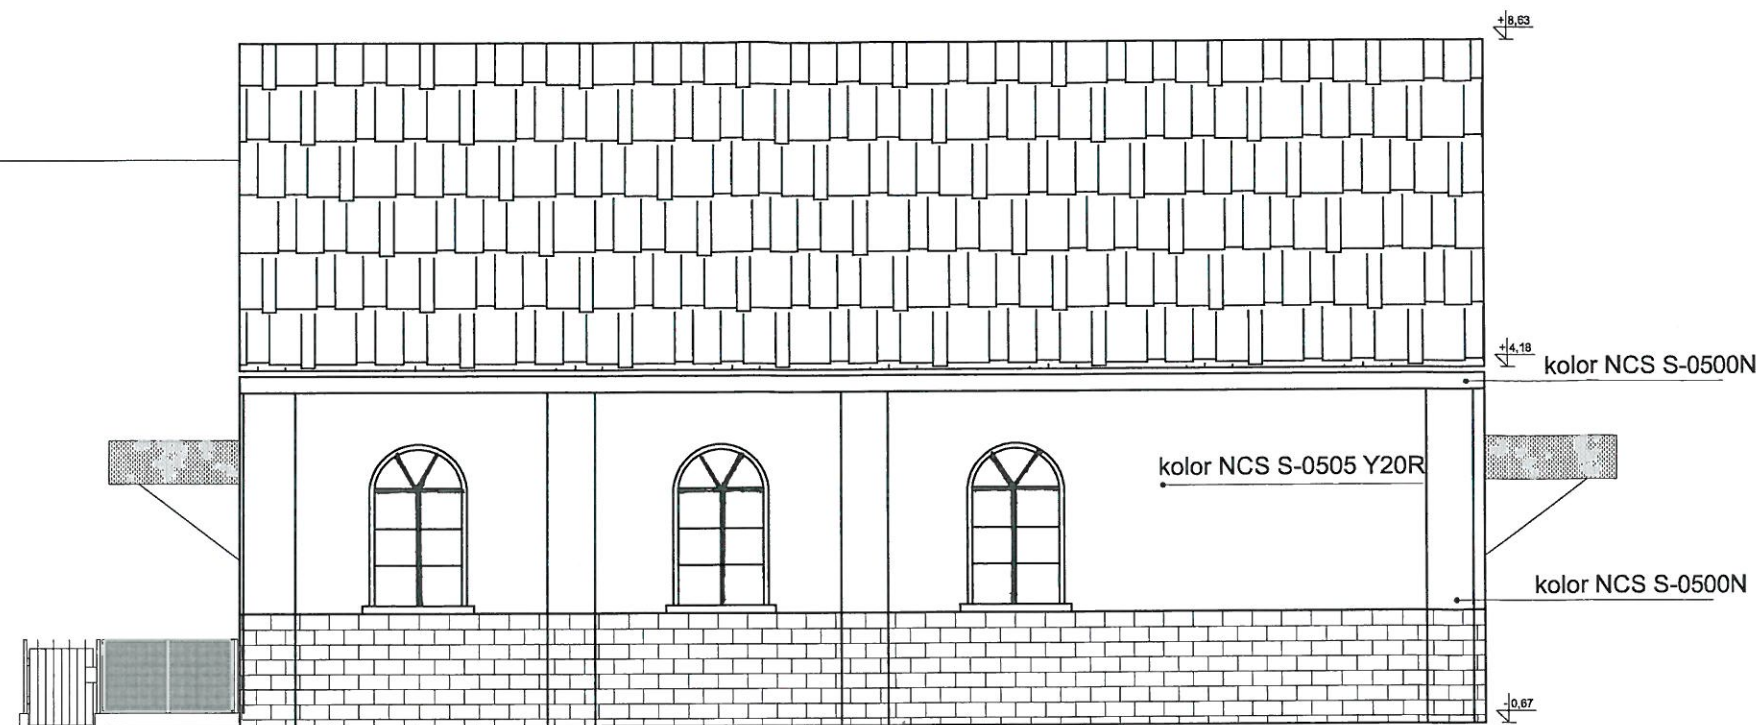 +8,63
+4,18
kolor NCS S-0500N
kolor NCS S-0505 Y20R
kolor NCS S-0500N
-0,67